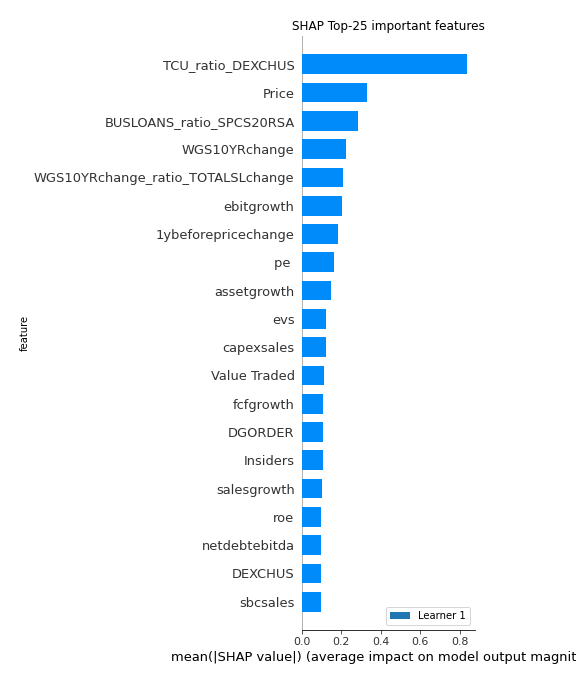 SHAP Top-25 important features
TCU_ratio_DEXCHUS
Price
BUSLOANS_ratio_SPCS20RSA
WGS10YRchange
WGS10YRchange_ratio_TOTALSLchange
ebitgrowth
1ybeforepricechange
pe
assetgrowth
evs
capexsales
Value Traded
fcfgrowth
DGORDER
Insiders
salesgrowth
roe
netdebtebitda
DEXCHUS
sbcsales
feature
Learner 1
0.0 0.2 0.4 0.6 0.8
mean(|SHAP value|) (average impact on model output magnit